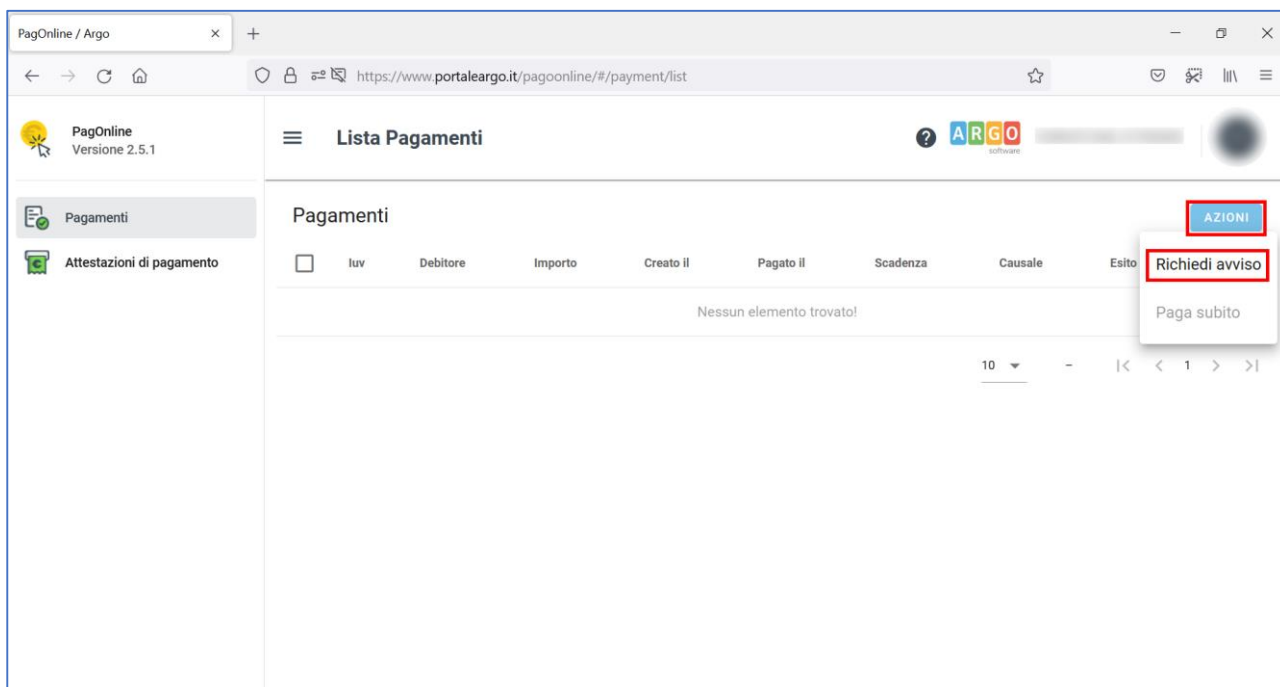 PagOnline / Argo
https://www.portaleargo.it/pagoonline/#/payment/list
PagOnline
Versione 2.5.1
Lista Pagamenti
ARGO
software
Pagamenti
Attestazioni di pagamento
Pagamenti
AZIONI
Iuv Debitore Importo Creato il Pagato il Scadenza Causale Esito
Richiedi avviso
Paga subito
Nessun elemento trovato!
10 – 1